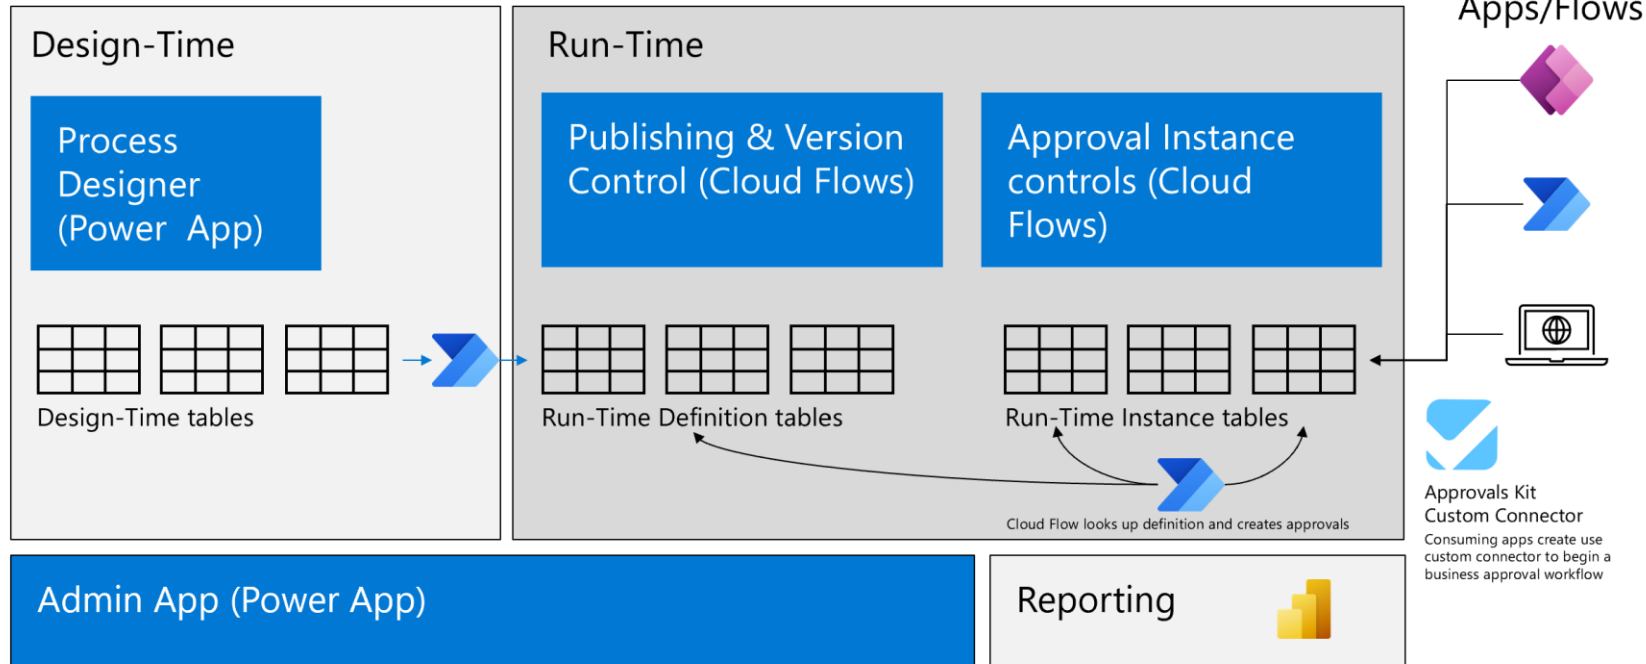 Design-Time
Process
Designer
(Power App)
Design-Time tables
Run-Time
Publishing & Version
Control (Cloud Flows)
Approval Instance
controls (Cloud
Flows)
Run-Time Definition tables
Run-Time Instance tables
Cloud Flow looks up definition and creates approvals
Apps/Flows
Approvals Kit
Custom Connector
Consuming apps create use
custom connector to begin a
business approval workflow
Admin App (Power App)
Reporting